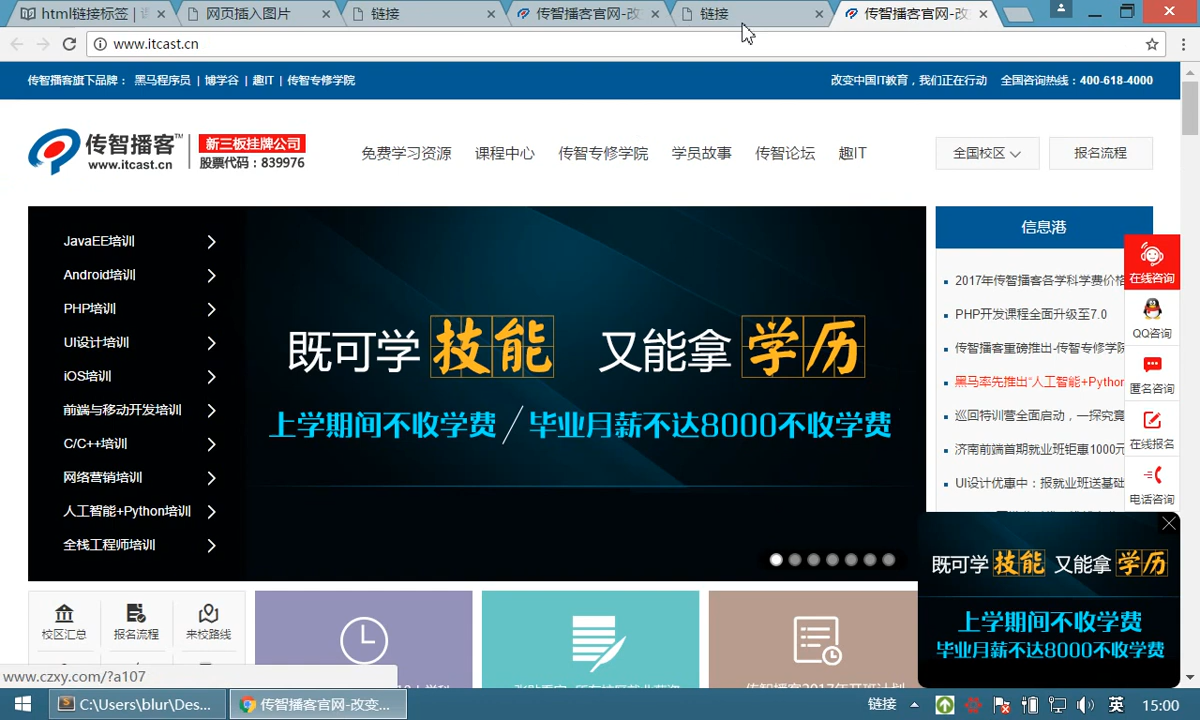 html链接标签 |
网页插入图片
链接
传智播客官网-改
链接
传智播客官网-改
www.itcast.cn
传智播客旗下品牌： 黑马程序员 | 博学谷 | 趣IT | 传智专修学院
改变中国IT教育，我们正在行动 全国咨询热线：400-618-4000
传智播客™
www.itcast.cn
新三板挂牌公司
股票代码：839976
免费学习资源 课程中心 传智专修学院 学员故事 传智论坛 趣IT
全国校区
报名流程
JavaEE培训
Android培训
PHP培训
UI设计培训
iOS培训
前端与移动开发培训
C/C++培训
网络营销培训
人工智能+Python培训
全栈工程师培训
既可学 技能 又能拿 学历
上学期间不收学费/毕业月薪不达8000不收学费
信息港
2017年传智播客各学科学费价格
PHP开发课程全面升级至7.0
传智播客重磅推出-传智专修学院
黑马率先推出“人工智能+Python
巡回特训营全面启动，一探究竟
济南前端首期就业班钜惠1000元
UI设计优惠中：报就业班送基础
在线咨询
QQ咨询
匿名咨询
在线报名
电话咨询
既可学 技能 又能拿 学历
上学期间不收学费
毕业月薪不达8000不收学费
校区汇总
报名流程
来校路线
www.czxy.com/?a107
C:\Users\blur\Des...
传智播客官网-改变...
链接
英
15:00